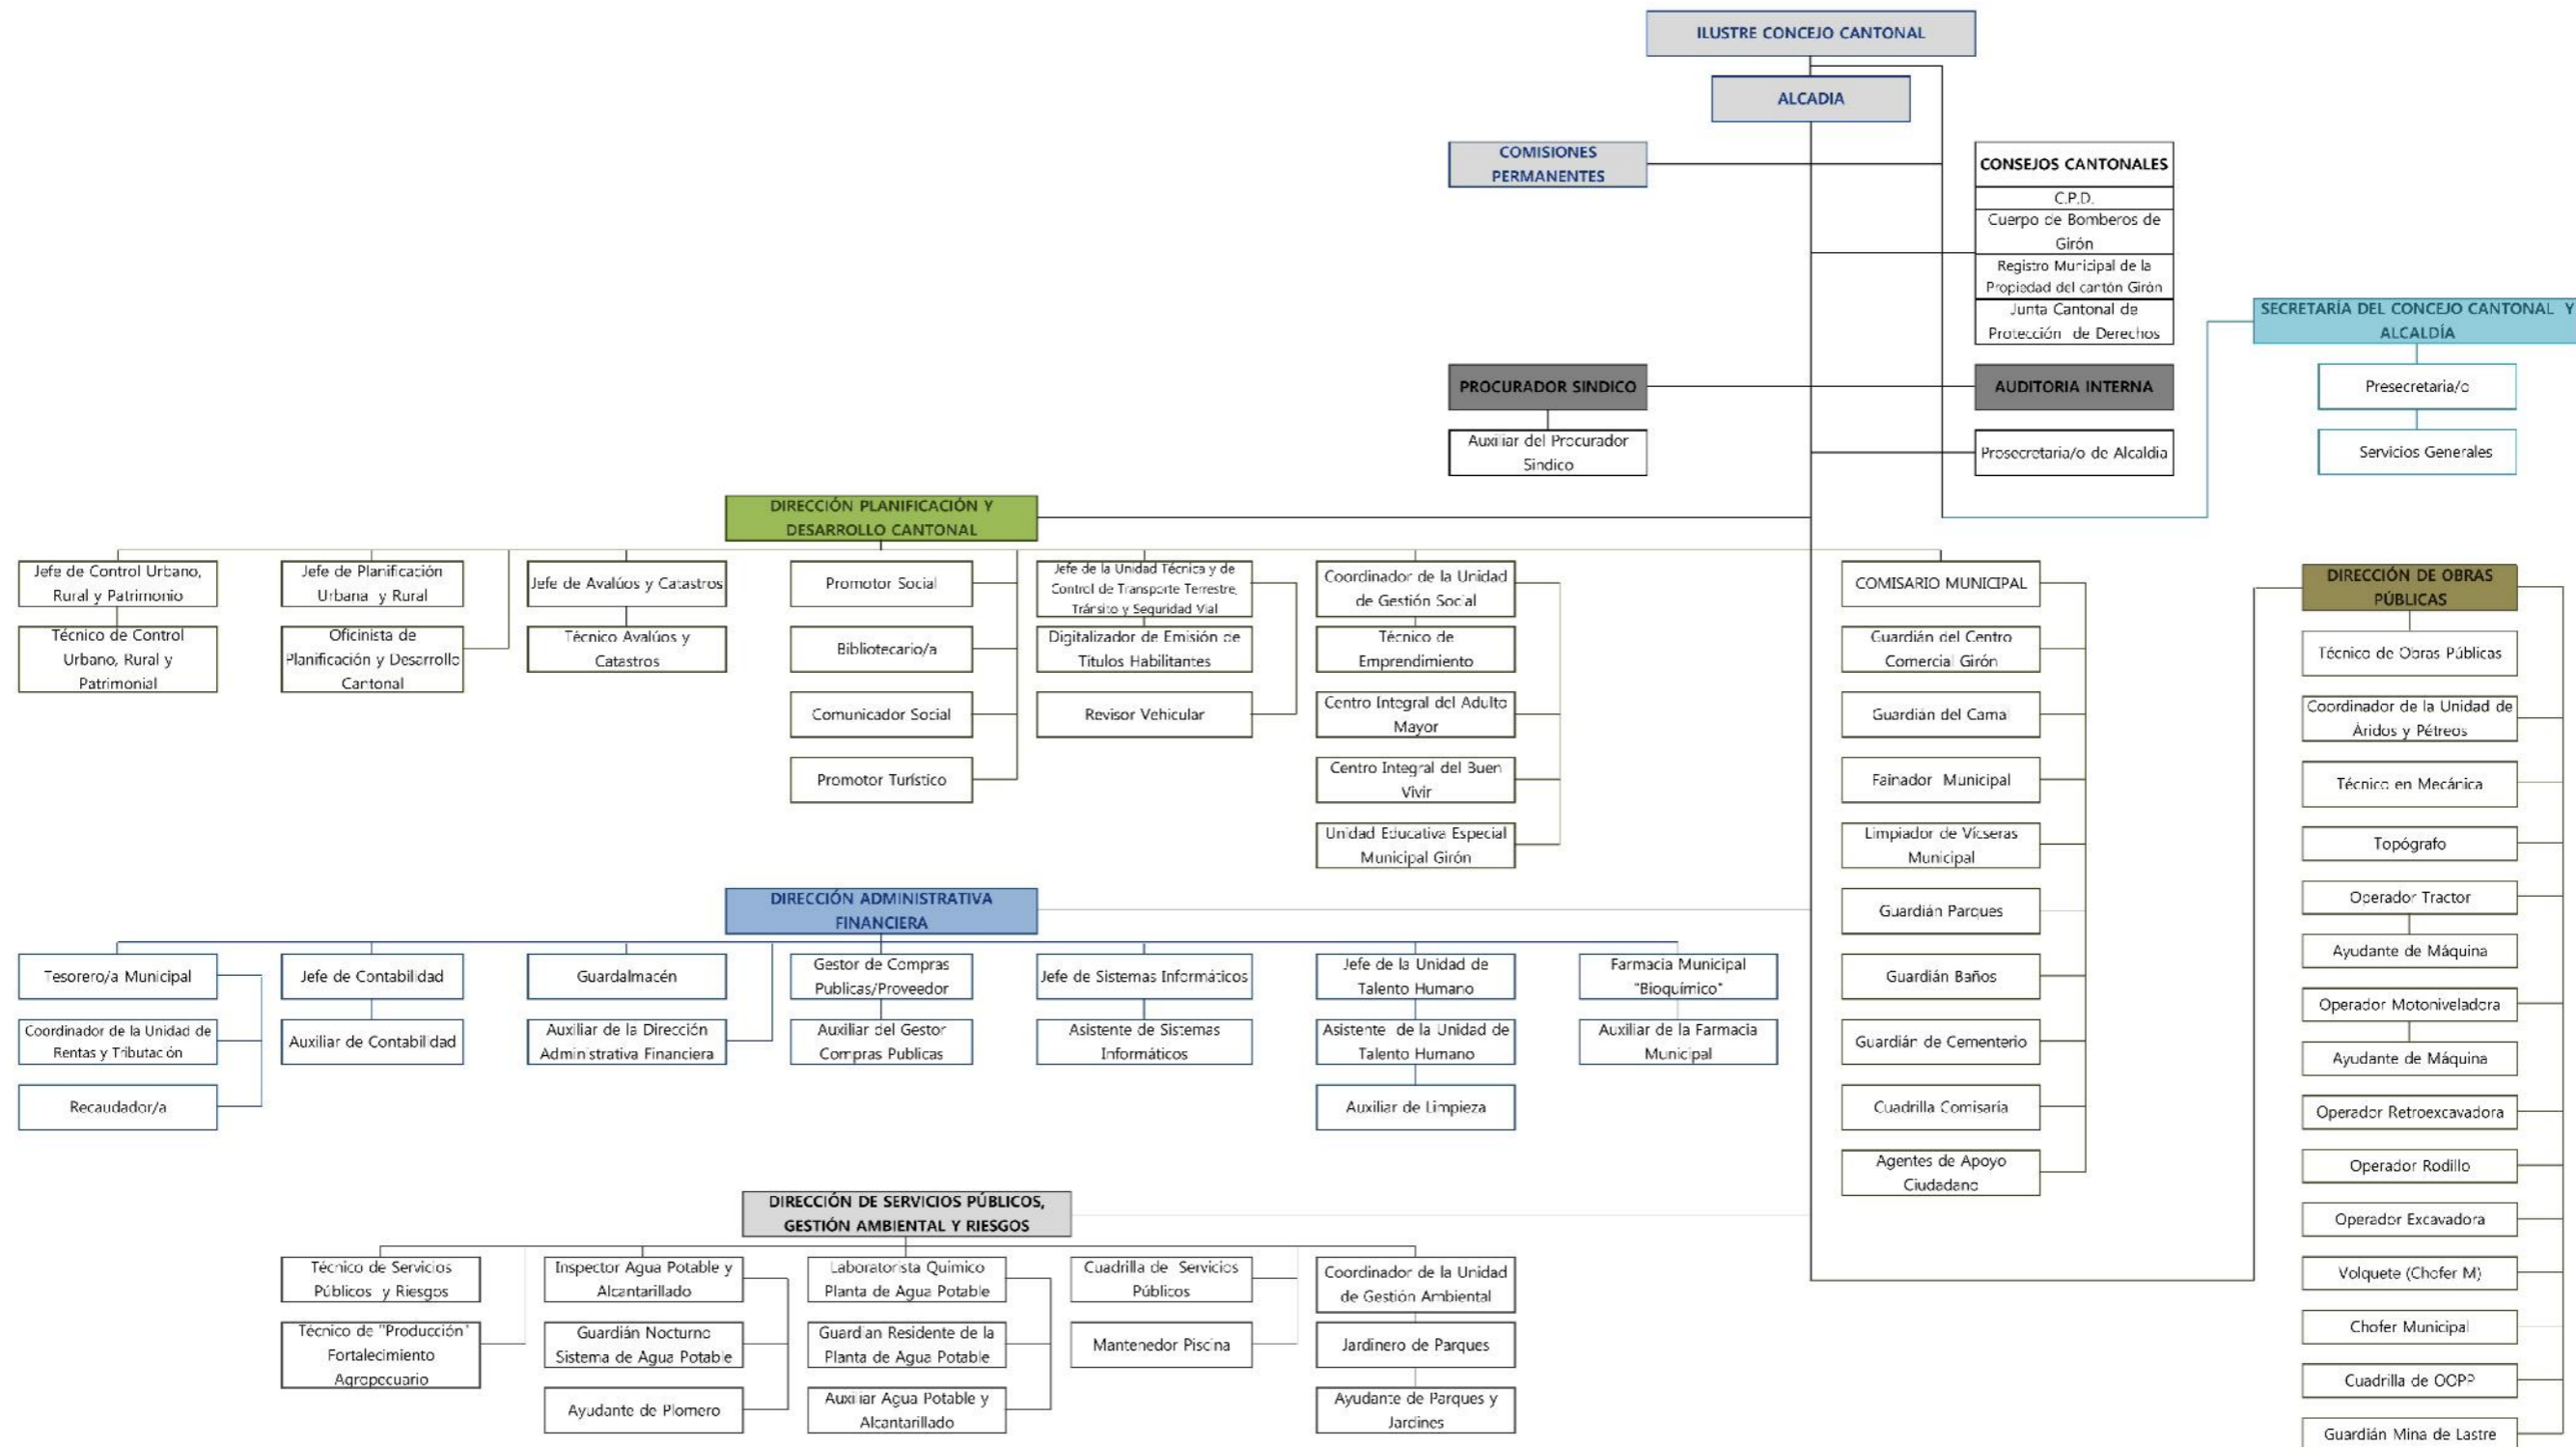 ILUSTRE CONCEJO CANTONAL
ALCADIA
COMISIONES
PERMANENTES
CONSEJOS CANTONALES
C.P.D.
Cuerpo de Bomberos de
Girón
Registro Municipal de la
Propiedad del cantón Girón
Junta Cantonal de
Protección de Derechos
SECRETARÍA DEL CONCEJO CANTONAL Y
ALCALDÍA
Presecretaria/o
Servicios Generales
PROCURADOR SINDICO
AUDITORIA INTERNA
Auxiliar del Procurador
Sindico
Prosecretaria/o de Alcaldia
DIRECCIÓN PLANIFICACIÓN Y
DESARROLLO CANTONAL
Jefe de Control Urbano,
Rural y Patrimonio
Técnico de Control
Urbano, Rural y
Patrimonial
Jefe de Planificación
Urbana y Rural
Oficinista de
Planificación y Desarrollo
Cantonal
Jefe de Avalúos y Catastros
Técnico Avalúos y
Catastros
Promotor Social
Bibliotecario/a
Comunicador Social
Promotor Turístico
Jefe de la Unidad Técnica y de
Control de Transporte Terrestre,
Tránsito y Seguridad Vial
Digitalizador de Emisión de
Títulos Habilitantes
Revisor Vehicular
Coordinador de la Unidad
de Gestión Social
Técnico de
Emprendimiento
Centro Integral del Adulto
Mayor
Centro Integral del Buen
Vivir
Unidad Educativa Especial
Municipal Girón
COMISARIO MUNICIPAL
Guardián del Centro
Comercial Girón
Guardián del Camal
Fainador Municipal
Limpiador de Vícseras
Municipal
Guardián Parques
Guardián Baños
Guardián de Cementerio
Cuadrilla Comisaría
Agentes de Apoyo
Ciudadano
DIRECCIÓN DE OBRAS
PÚBLICAS
Técnico de Obras Públicas
Coordinador de la Unidad de
Áridos y Pétreos
Técnico en Mecánica
Topógrafo
Operador Tractor
Ayudante de Máquina
Operador Motoniveladora
Ayudante de Máquina
Operador Retroexcavadora
Operador Rodillo
Operador Excavadora
Volquete (Chofer M)
Chofer Municipal
Cuadrilla de OOPP
Guardián Mina de Lastre
DIRECCIÓN ADMINISTRATIVA
FINANCIERA
Tesorero/a Municipal
Coordinador de la Unidad de
Rentas y Tributación
Recaudador/a
Jefe de Contabilidad
Auxiliar de Contabilidad
Guardalmacén
Auxiliar de la Dirección
Administrativa Financiera
Gestor de Compras
Publicas/Proveedor
Auxiliar del Gestor
Compras Publicas
Jefe de Sistemas Informáticos
Asistente de Sistemas
Informáticos
Jefe de la Unidad de
Talento Humano
Asistente de la Unidad de
Talento Humano
Auxiliar de Limpieza
Farmacia Municipal
"Bioquímico"
Auxiliar de la Farmacia
Municipal
DIRECCIÓN DE SERVICIOS PÚBLICOS,
GESTIÓN AMBIENTAL Y RIESGOS
Técnico de Servicios
Públicos y Riesgos
Técnico de "Producción"
Fortalecimiento
Agropecuario
Inspector Agua Potable y
Alcantarillado
Guardián Nocturno
Sistema de Agua Potable
Ayudante de Plomero
Laboratorista Químico
Planta de Agua Potable
Guardian Residente de la
Planta de Agua Potable
Auxiliar Agua Potable y
Alcantarillado
Cuadrilla de Servicios
Públicos
Mantenedor Piscina
Coordinador de la Unidad
de Gestión Ambiental
Jardinero de Parques
Ayudante de Parques y
Jardines